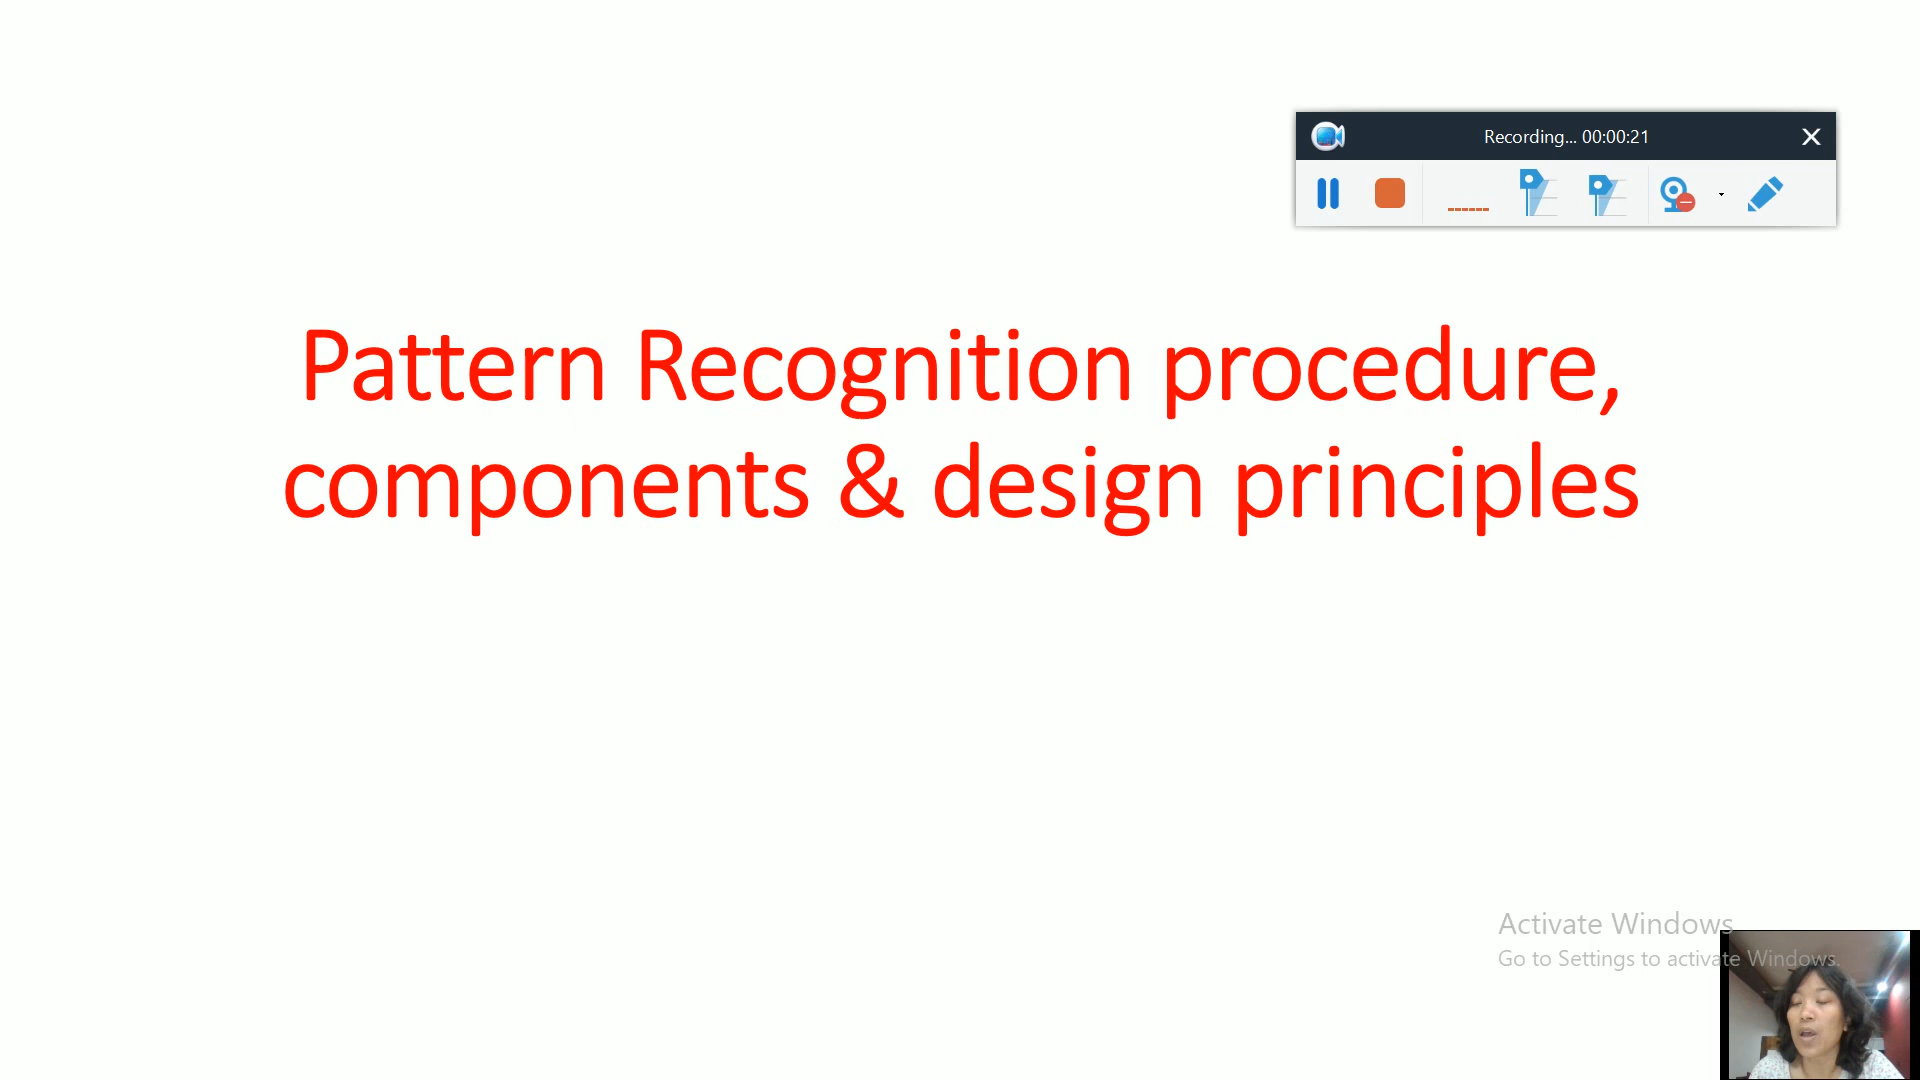 Recording... 00:00:21
Pattern Recognition procedure,
components & design principles
Activate Windows
Go to Settings to activate Windows.